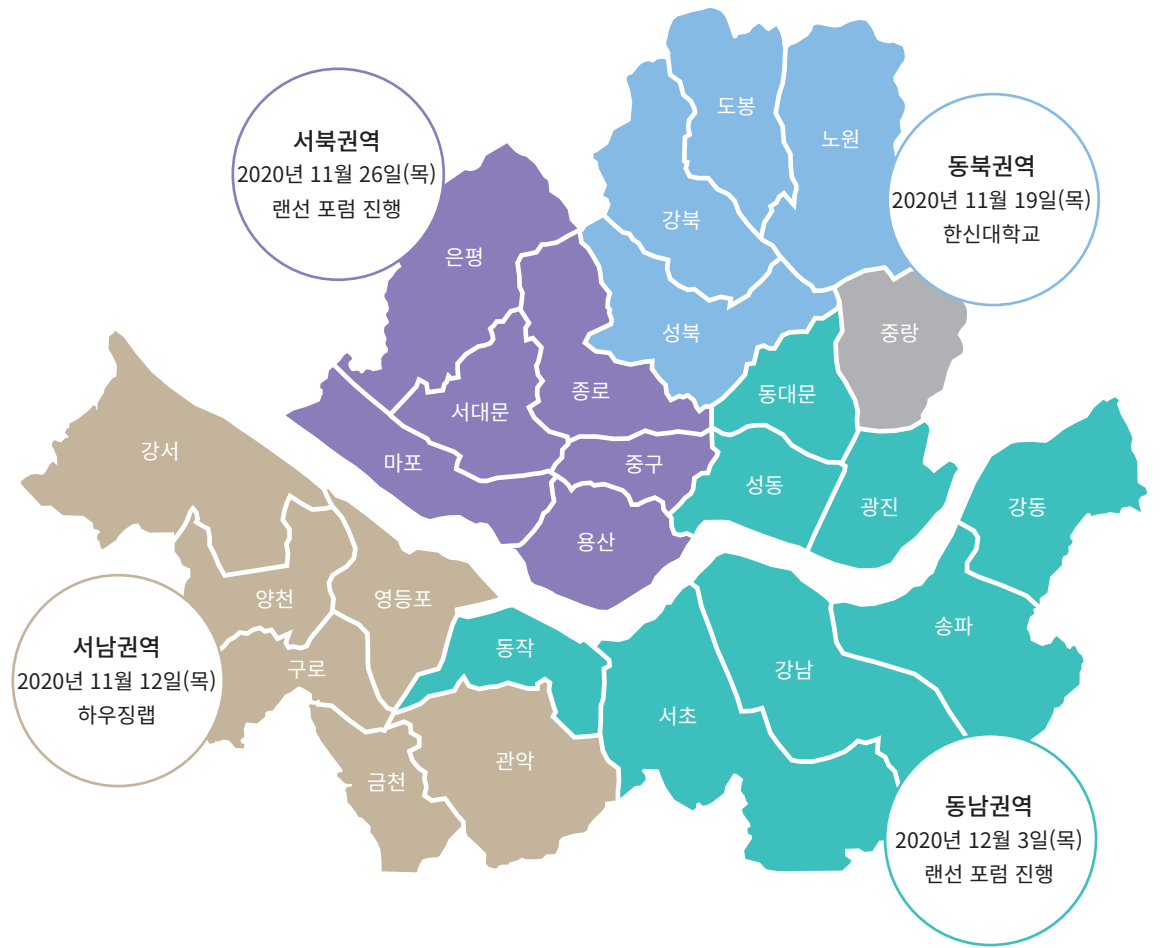 도봉
노원
서북권역
2020년 11월 26일(목)
랜선 포럼 진행
동북권역
2020년 11월 19일(목)
한신대학교
강북
은평
성북
중랑
종로
동대문
서대문
강서
마포
중구
성동
광진
강동
용산
양천
영등포
송파
서남권역
2020년 11월 12일(목)
하우징랩
구로
동작
강남
서초
관악
금천
동남권역
2020년 12월 3일(목)
랜선 포럼 진행